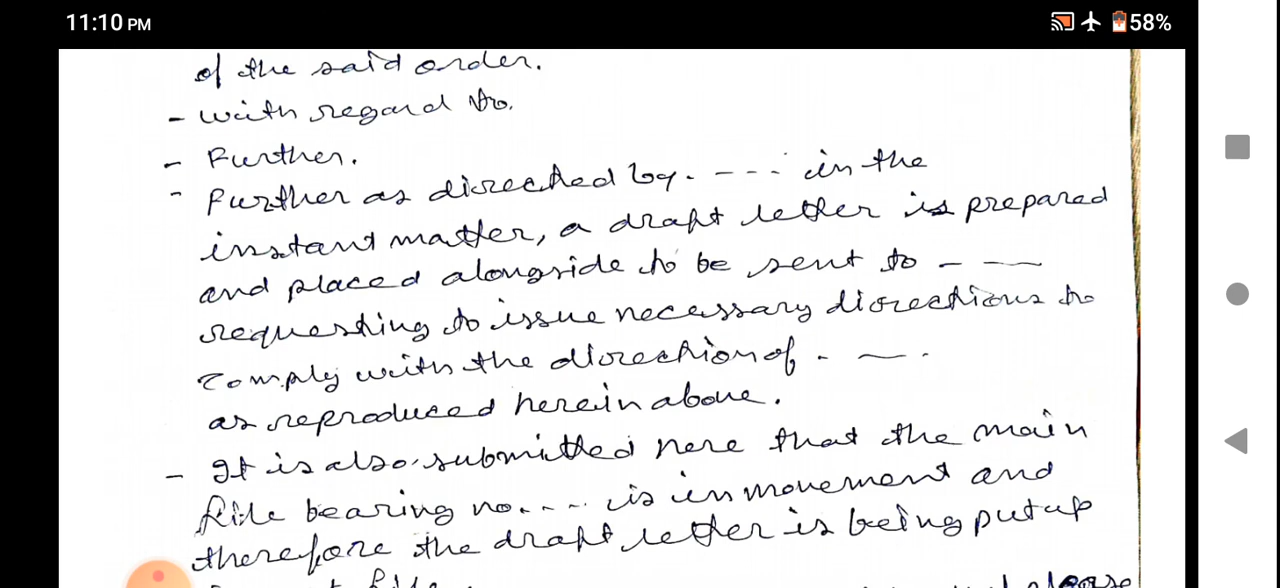 11:10 PM 58%
of the said order.
- with regard to.
- Further.
- Further as directed by. - - - . in the
instant matter, a draft letter is prepared
and placed alongside to be sent to - —
requesting to issue necessary directions to
comply with the direction of - — .
as reproduced herein above.
- It is also submitted here that the main
file bearing no. - - - is in movement and
therefore the draft letter is being put up
please